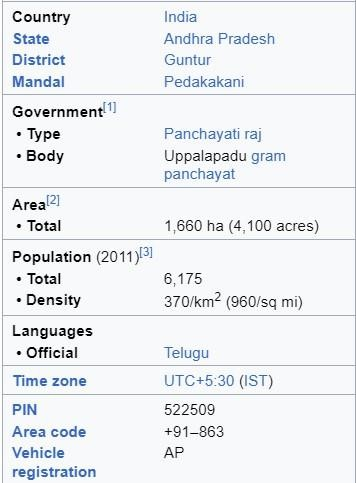 Country India
State Andhra Pradesh
District Guntur
Mandal Pedakakani
Government[1]
• Type Panchayati raj
• Body Uppalapadu gram
panchayat
Area[2]
• Total 1,660 ha (4,100 acres)
Population (2011)[3]
• Total 6,175
• Density 370/km2 (960/sq mi)
Languages
• Official Telugu
Time zone UTC+5:30 (IST)
PIN 522509
Area code +91–863
Vehicle AP
registration